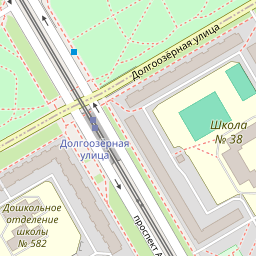 Долгоозёрная улица
Школа
№ 38
Долгоозёрная
улица
Дошкольное
отделение
школы
№ 582
проспект